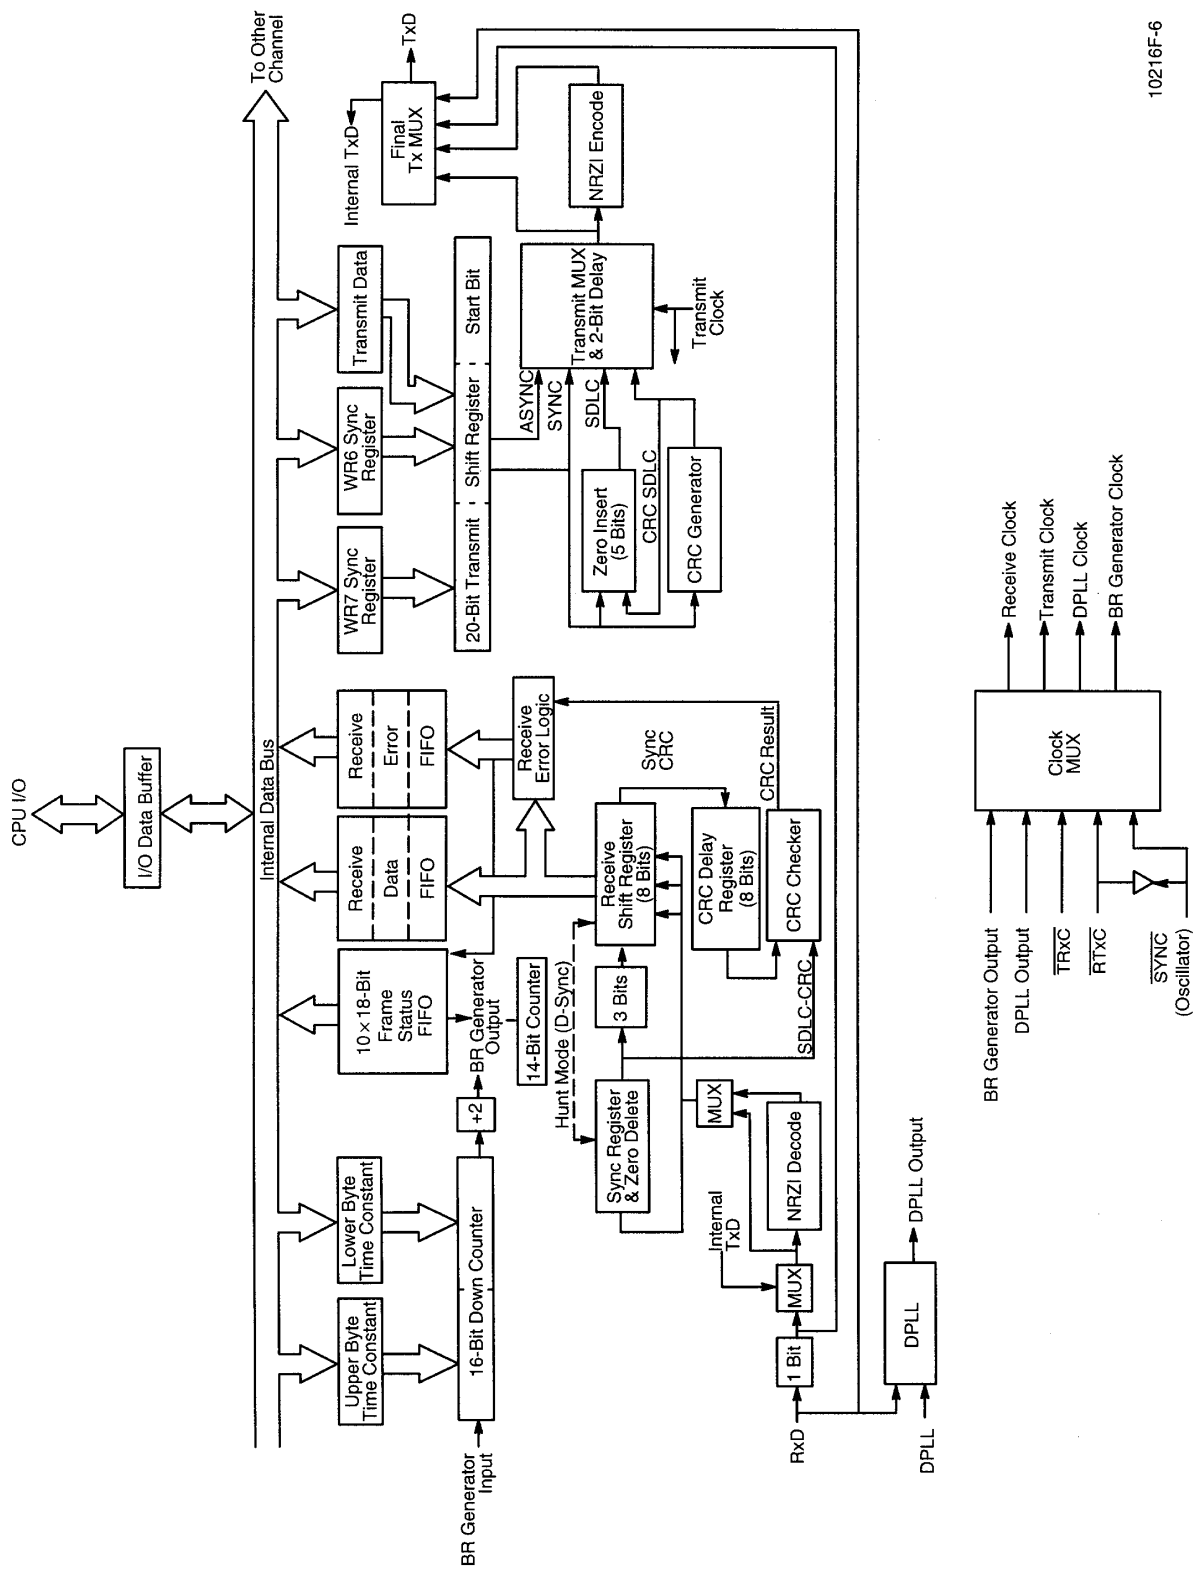 CPU I/O
I/O Data Buffer
Internal Data Bus
To Other
Channel
Upper Byte
Time Constant
Lower Byte
Time Constant
16-Bit Down Counter
BR Generator
Input
+2
BR Generator
Output
10 × 18-Bit
Frame
Status
FIFO
14-Bit Counter
Receive
Data
FIFO
Receive
Error
FIFO
Receive
Error Logic
Hunt Mode (D-Sync)
Sync Register
& Zero Delete
3 Bits
Receive
Shift Register
(8 Bits)
Sync
CRC
CRC Delay
Register
(8 Bits)
CRC Checker
CRC Result
SDLC-CRC
MUX
NRZI Decode
Internal
TxD
MUX
1 Bit
RxD
DPLL
DPLL
DPLL Output
WR7 Sync
Register
WR6 Sync
Register
Transmit Data
20-Bit Transmit
Shift Register
Start Bit
ASYNC
SYNC
SDLC
Zero Insert
(5 Bits)
CRC SDLC
CRC Generator
Transmit MUX
& 2-Bit Delay
Transmit
Clock
NRZI Encode
Internal TxD
Final
Tx MUX
TxD
BR Generator Output
DPLL Output
TRxC
RTxC
SYNC
(Oscillator)
Clock
MUX
Receive Clock
Transmit Clock
DPLL Clock
BR Generator Clock
10216F-6